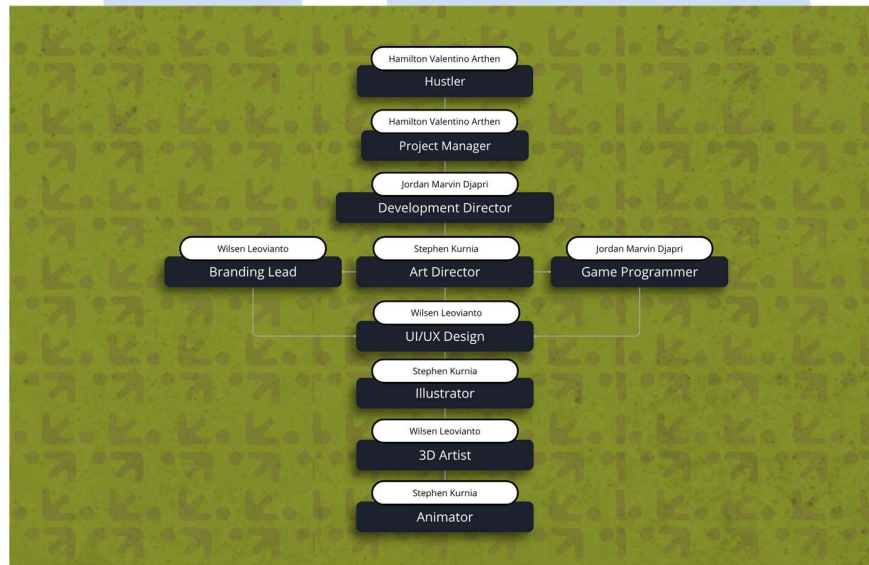 Hamilton Valentino Arthen
Hustler
Hamilton Valentino Arthen
Project Manager
Jordan Marvin Djapri
Development Director
Wilsen Leovianto
Branding Lead
Stephen Kurnia
Art Director
Jordan Marvin Djapri
Game Programmer
Wilsen Leovianto
UI/UX Design
Stephen Kurnia
Illustrator
Wilsen Leovianto
3D Artist
Stephen Kurnia
Animator